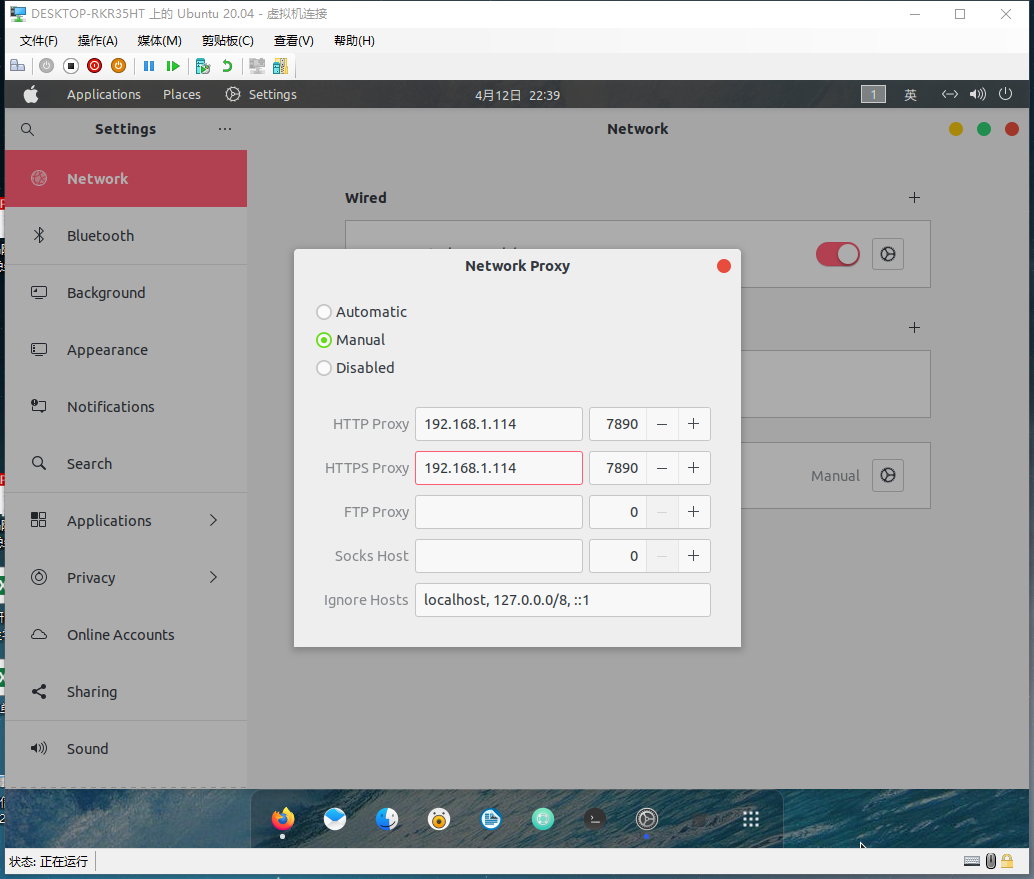 DESKTOP-RKR35HT 上的 Ubuntu 20.04 - 虚拟机连接
文件(F) 操作(A) 媒体(M) 剪贴板(C) 查看(V) 帮助(H)
Applications Places Settings 4月12日 22:39 1 英
Settings ... Network
Network
Bluetooth
Background
Appearance
Notifications
Search
Applications
Privacy
Online Accounts
Sharing
Sound
Wired
Manual
Network Proxy
Automatic
Manual
Disabled
HTTP Proxy 192.168.1.114 7890 − +
HTTPS Proxy 192.168.1.114 7890 − +
FTP Proxy 0 − +
Socks Host 0 − +
Ignore Hosts localhost, 127.0.0.0/8, ::1
状态: 正在运行